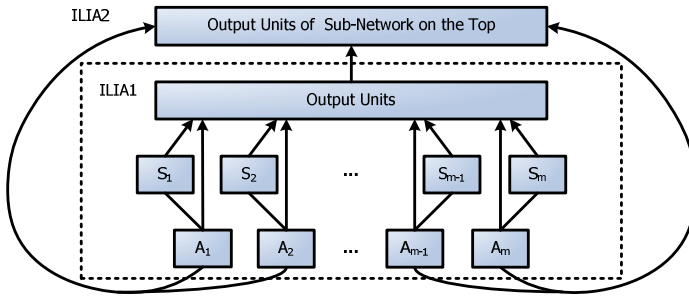 ILIA2
Output Units of Sub-Network on the Top
ILIA1
Output Units
S1 S2 ... Sm-1 Sm
A1 A2 ... Am-1 Am